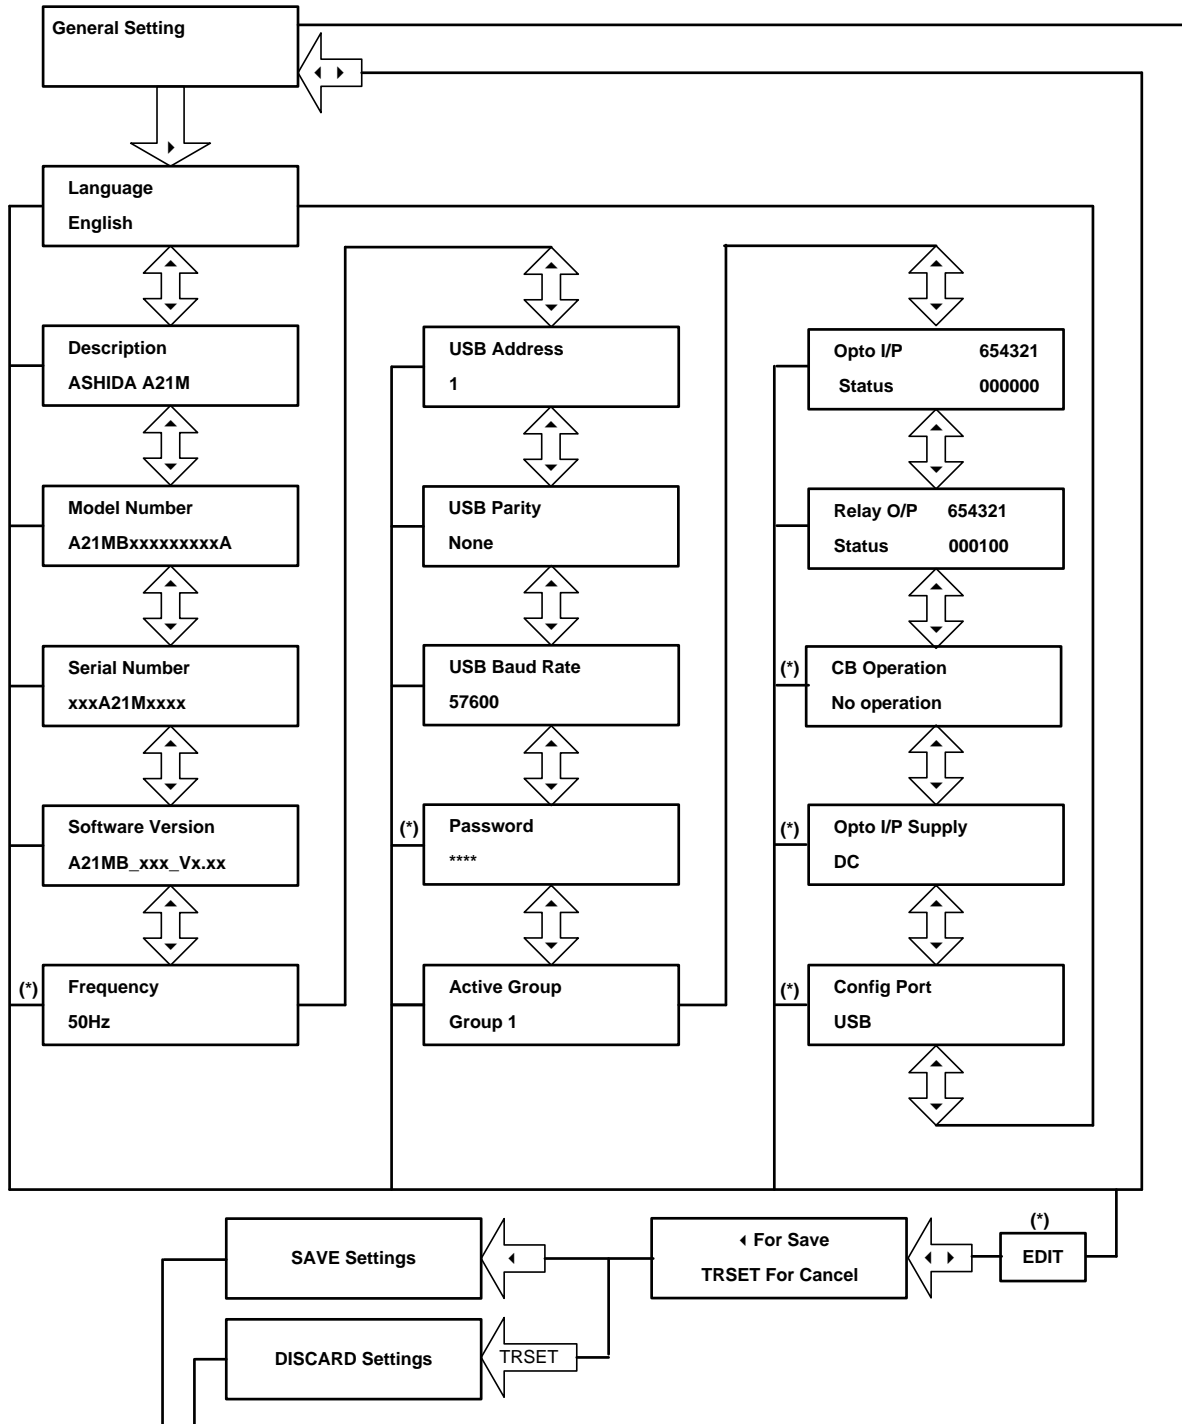 General Setting
Language
English
Description
ASHIDA A21M
Model Number
A21MBxxxxxxxxxA
Serial Number
xxxA21Mxxxx
Software Version
A21MB_xxx_Vx.xx
(*)
Frequency
50Hz
USB Address
1
USB Parity
None
USB Baud Rate
57600
(*)
Password
****
Active Group
Group 1
Opto I/P 654321
Status 000000
Relay O/P 654321
Status 000100
(*)
CB Operation
No operation
(*)
Opto I/P Supply
DC
(*)
Config Port
USB
(*)
EDIT
For Save
TRSET For Cancel
SAVE Settings
TRSET
DISCARD Settings